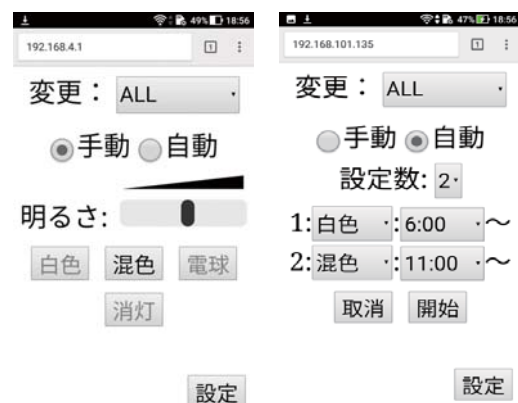 49% 18:56
192.168.4.1 1
変更： ALL
手動 自動
明るさ:
白色 混色 電球
消灯
設定
47% 18:56
192.168.101.135 1
変更： ALL
手動 自動
設定数: 2
1: 白色 : 6:00 ～
2: 混色 : 11:00 ～
取消 開始
設定